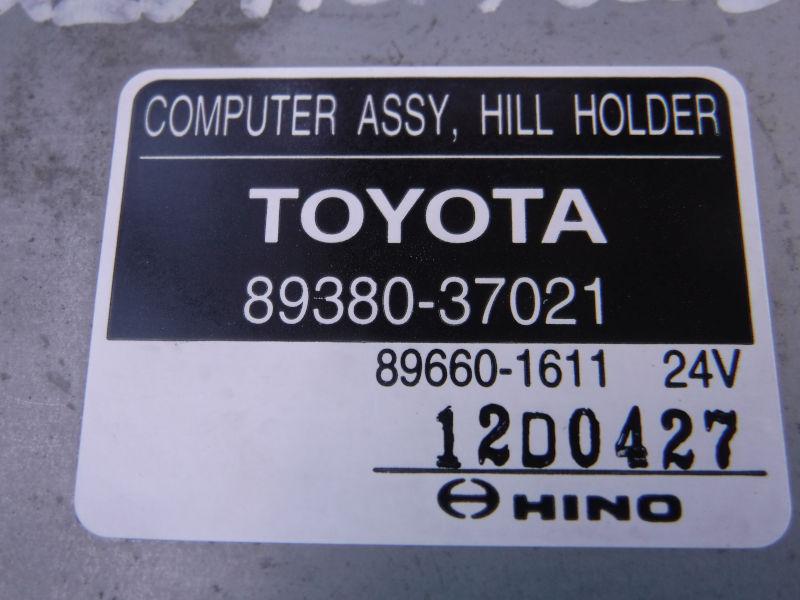 COMPUTER ASSY, HILL HOLDER
TOYOTA
89380-37021
89660-1611 24V
12D0427
HINO